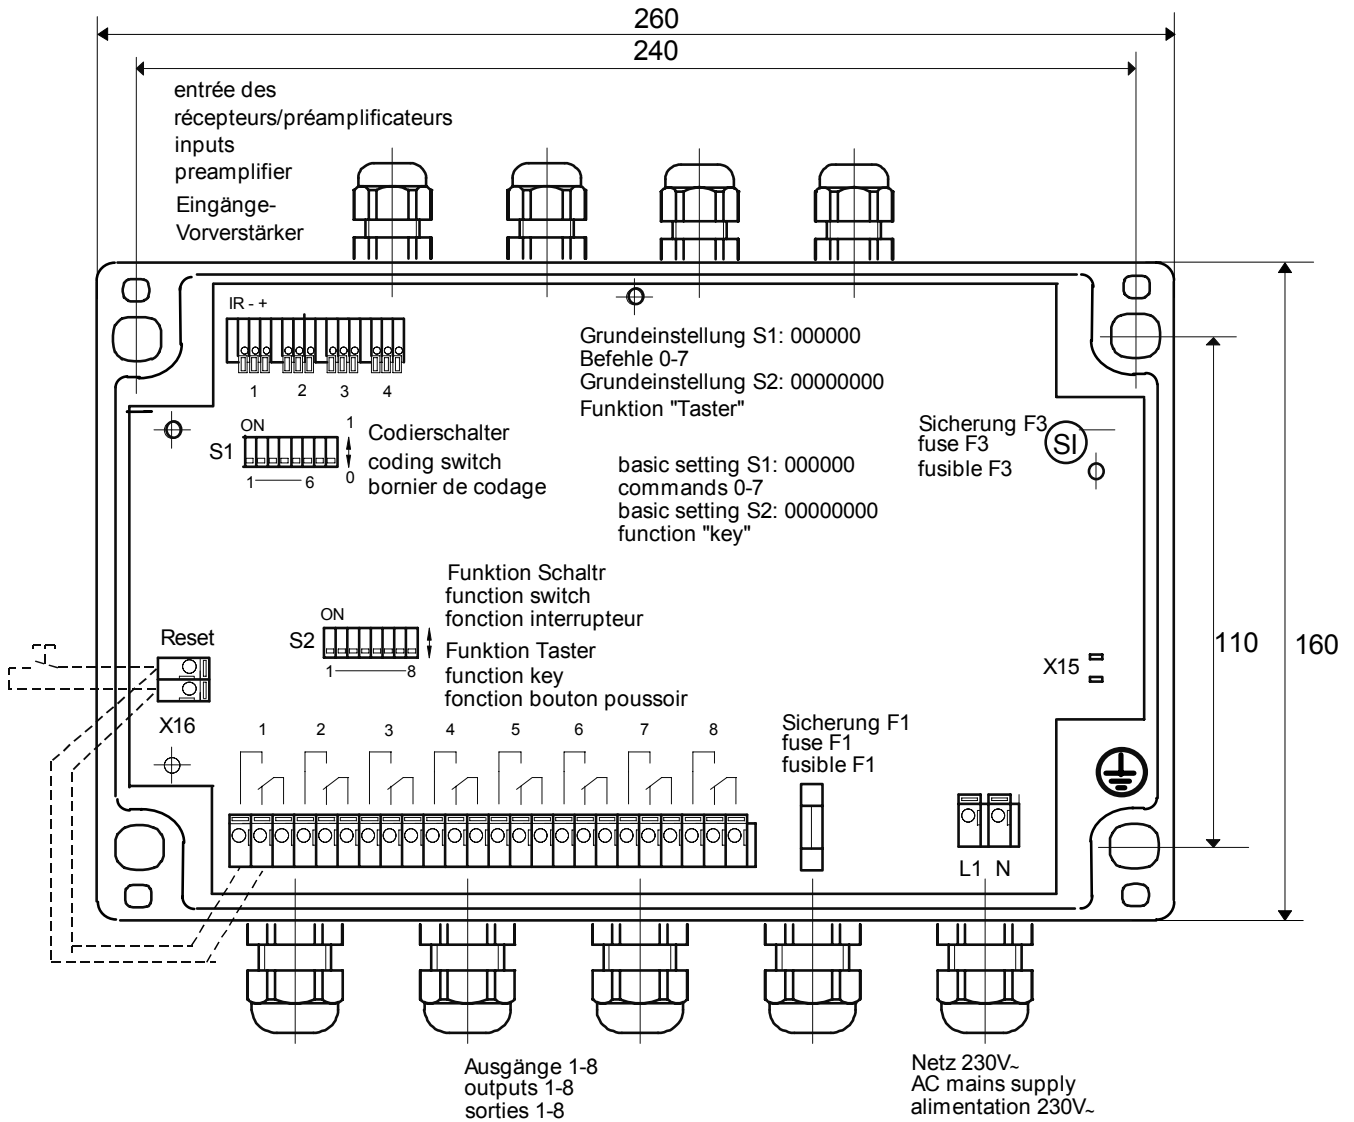 260
240
entrée des
récepteurs/préamplificateurs
inputs
preamplifier
Eingänge-
Vorverstärker
IR - +
1 2 3 4
Grundeinstellung S1: 000000
Befehle 0-7
Grundeinstellung S2: 00000000
Funktion "Taster"
ON 1
S1
1 6 0
Codierschalter
coding switch
bornier de codage
basic setting S1: 000000
commands 0-7
basic setting S2: 00000000
function "key"
Sicherung F3
fuse F3
fusible F3
SI
Funktion Schaltr
function switch
fonction interrupteur
ON
S2
1 8
Funktion Taster
function key
fonction bouton poussoir
Reset
X16
X15
110
160
1 2 3 4 5 6 7 8
Sicherung F1
fuse F1
fusible F1
L1 N
Ausgänge 1-8
outputs 1-8
sorties 1-8
Netz 230V~
AC mains supply
alimentation 230V~